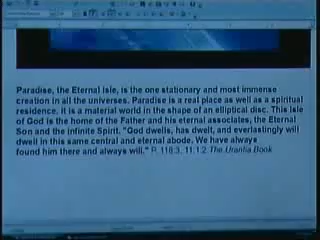 Paradise, the Eternal Isle, is the one stationary and most immense
creation in all the universes. Paradise is a real place as well as a spiritual
residence. It is a material world in the shape of an elliptical disc. This Isle
of God is the home of the Father and his eternal associates, the Eternal
Son and the infinite Spirit. "God dwells, has dwelt, and everlastingly will
dwell in this same central and eternal abode. We have always
found him there and always will." P. 118.3. 11:1.2 The Urantia Book